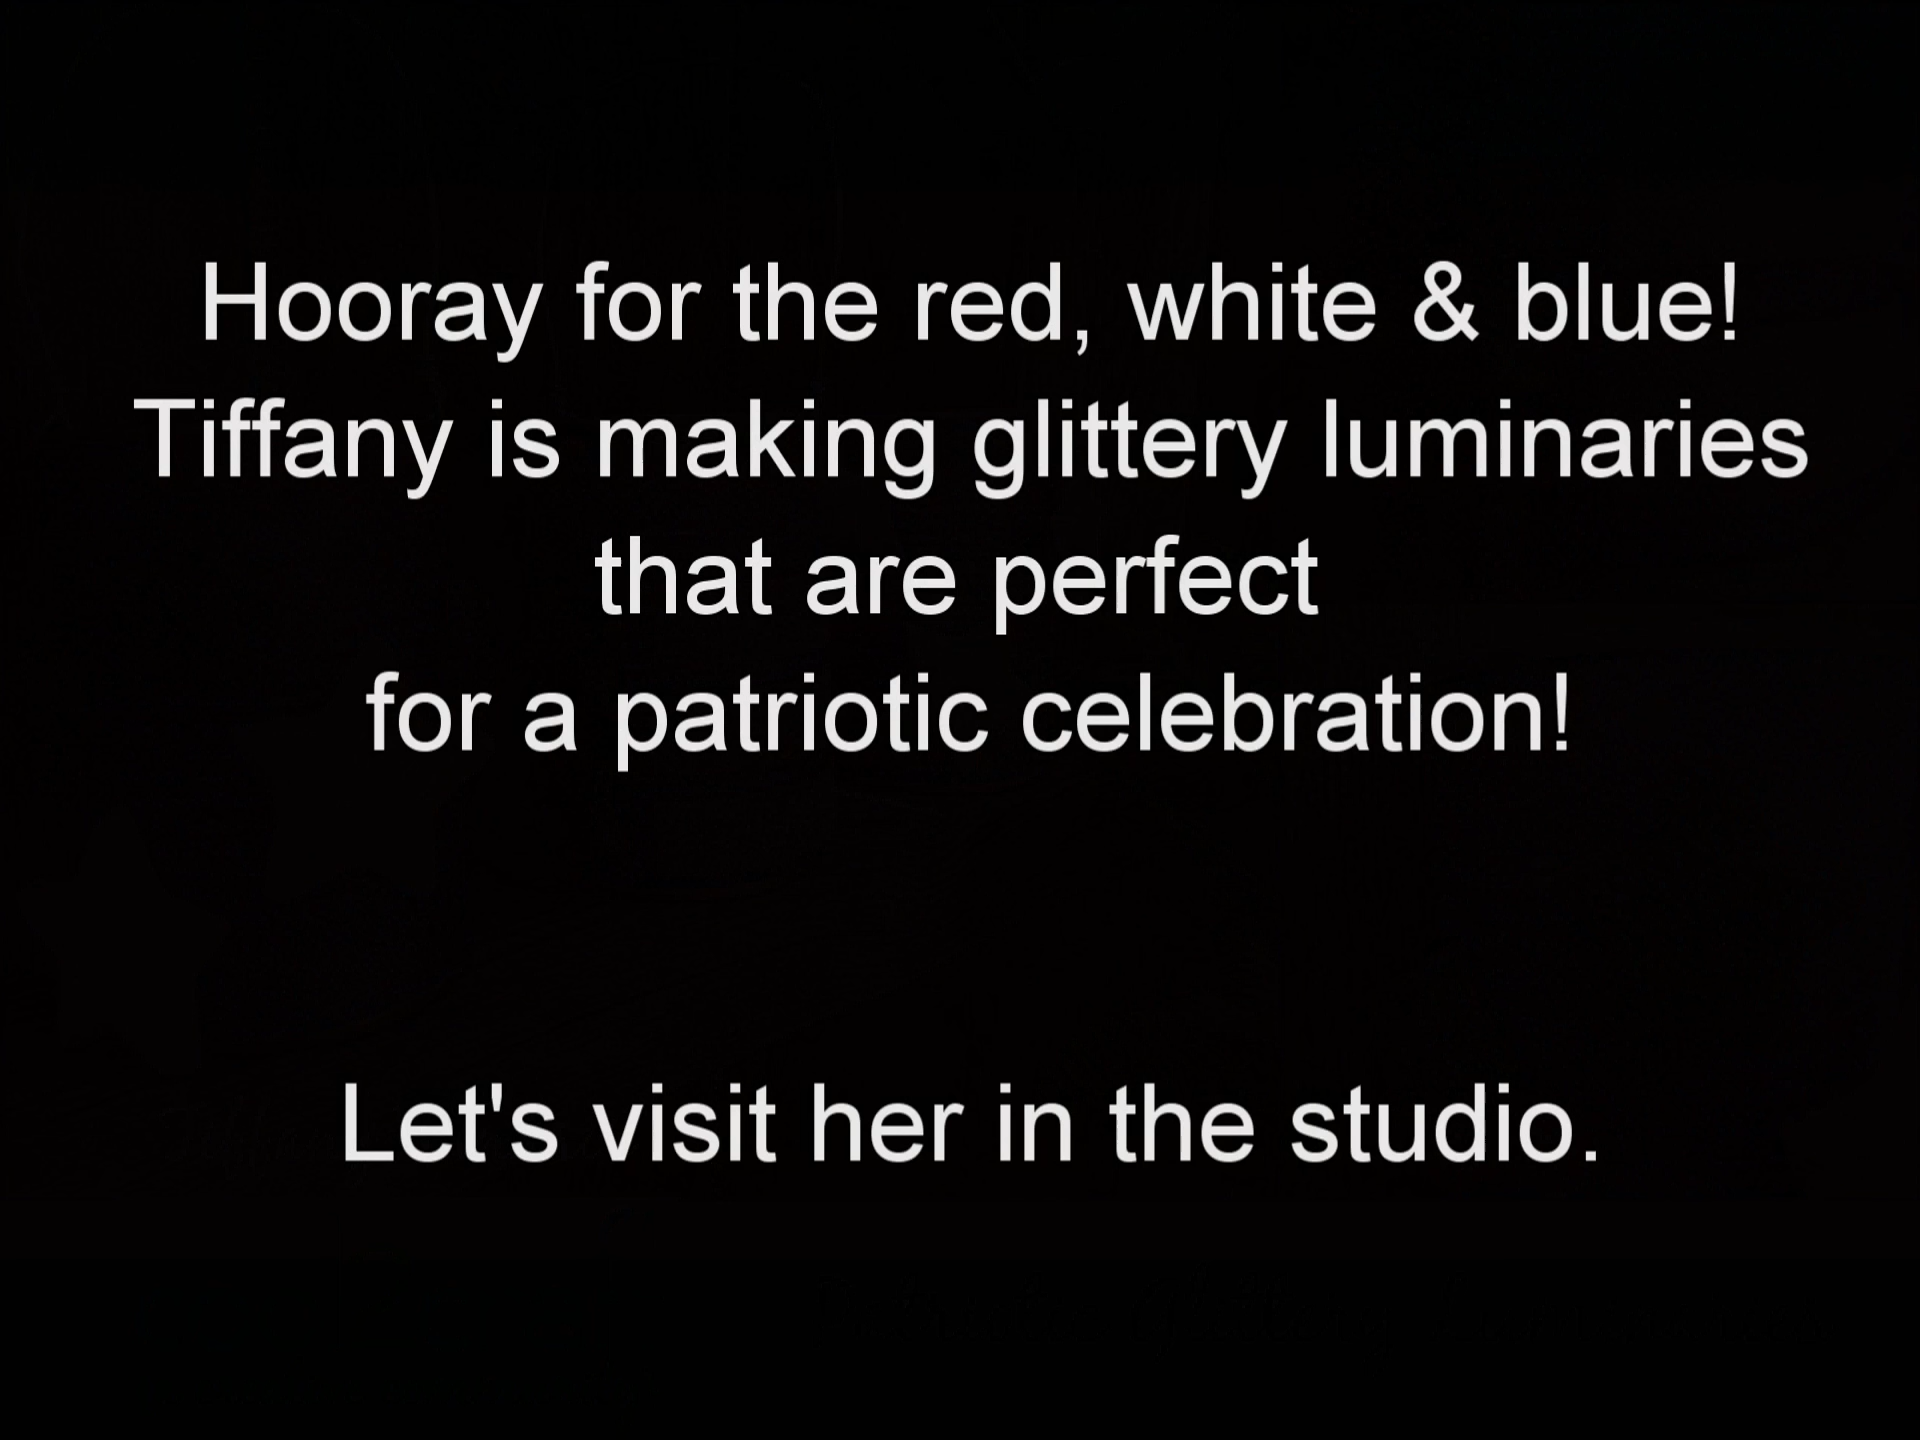 Hooray for the red, white & blue!
Tiffany is making glittery luminaries
that are perfect
for a patriotic celebration!
Let's visit her in the studio.